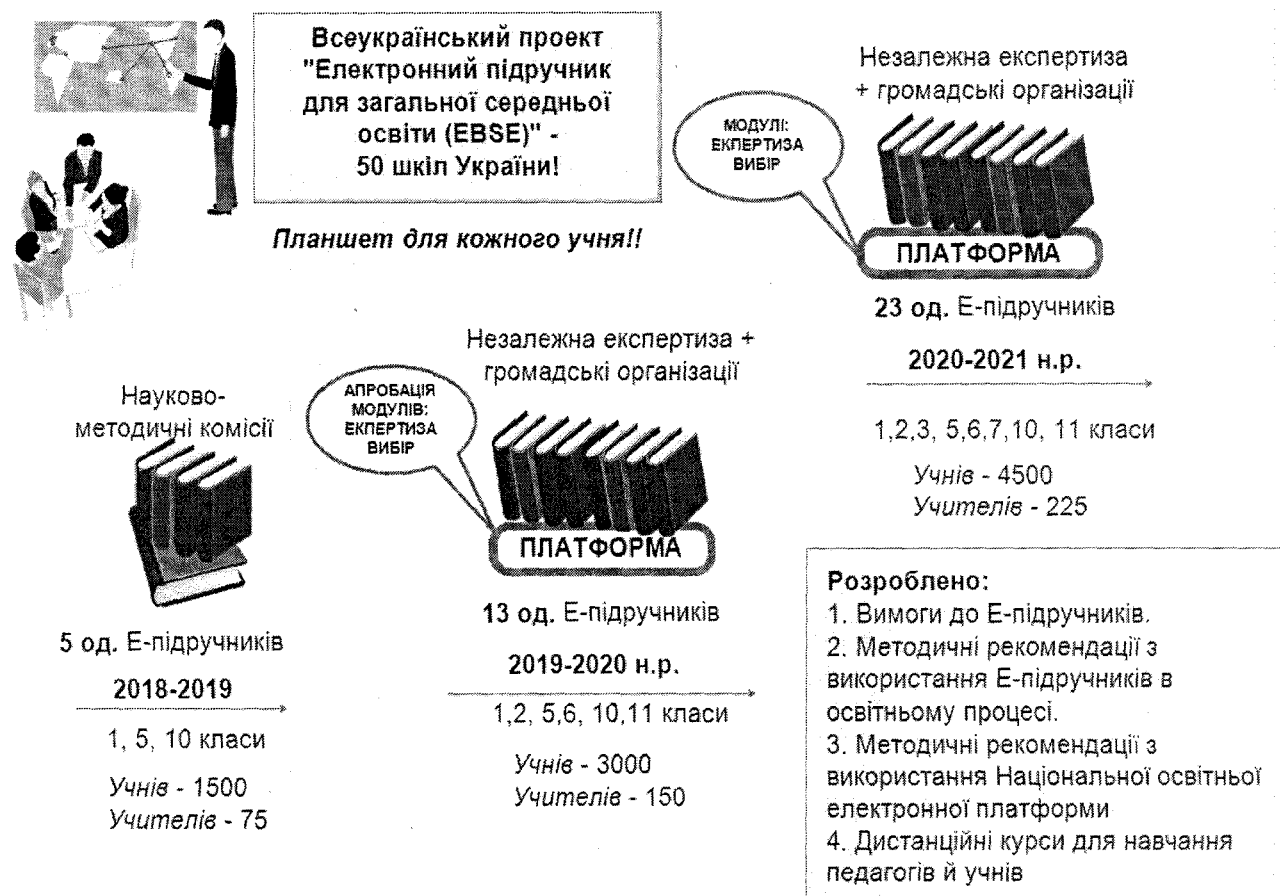 Всеукраїнський проект
"Електронний підручник
для загальної середньої
освіти (EBSE)" -
50 шкіл України!
Планшет для кожного учня!!
Незалежна експертиза
+ громадські організації
МОДУЛІ:
ЕКПЕРТИЗА
ВИБІР
ПЛАТФОРМА
23 од. Е-підручників
2020-2021 н.р.
1,2,3, 5,6,7,10, 11 класи
Учнів - 4500
Учителів - 225
Незалежна експертиза +
громадські організації
АПРОБАЦІЯ
МОДУЛІВ:
ЕКПЕРТИЗА
ВИБІР
ПЛАТФОРМА
13 од. Е-підручників
2019-2020 н.р.
1,2, 5,6, 10,11 класи
Учнів - 3000
Учителів - 150
Науково-
методичні комісії
5 од. Е-підручників
2018-2019
1, 5, 10 класи
Учнів - 1500
Учителів - 75
Розроблено:
1. Вимоги до Е-підручників.
2. Методичні рекомендації з
використання Е-підручників в
освітньому процесі.
3. Методичні рекомендації з
використання Національної освітньої
електронної платформи
4. Дистанційні курси для навчання
педагогів й учнів